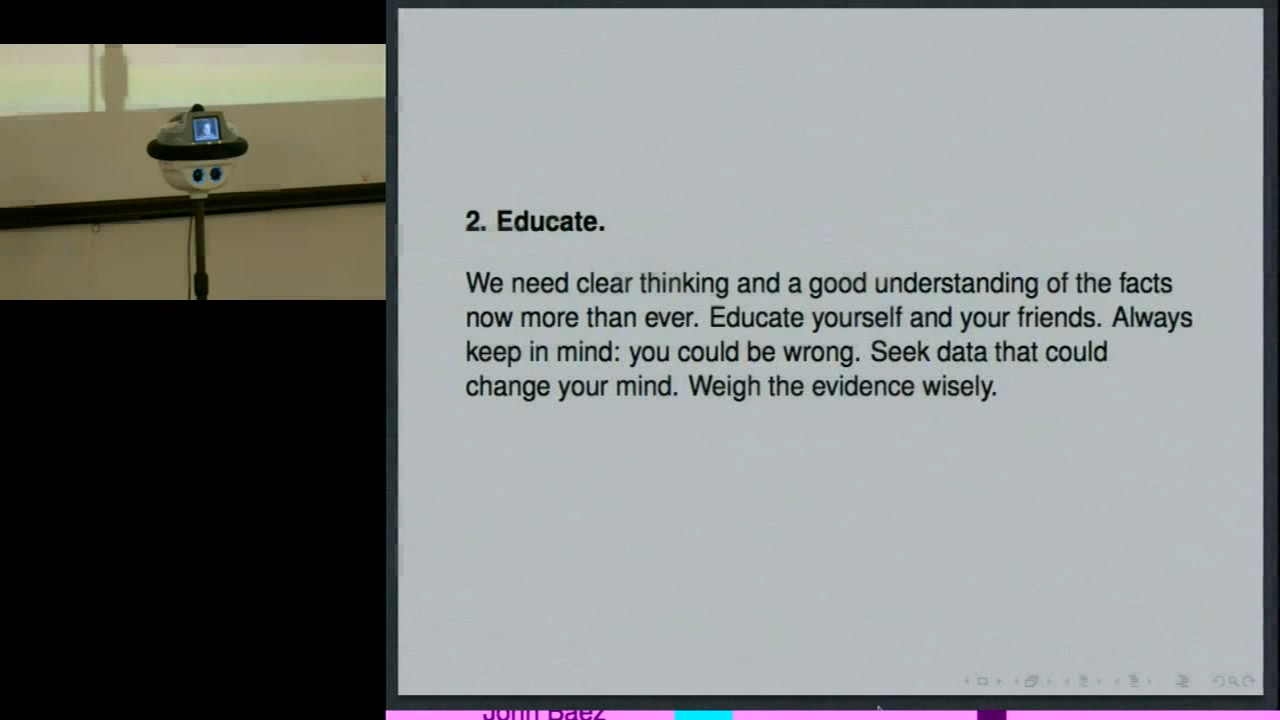 2. Educate.
We need clear thinking and a good understanding of the facts
now more than ever. Educate yourself and your friends. Always
keep in mind: you could be wrong. Seek data that could
change your mind. Weigh the evidence wisely.
John Baez